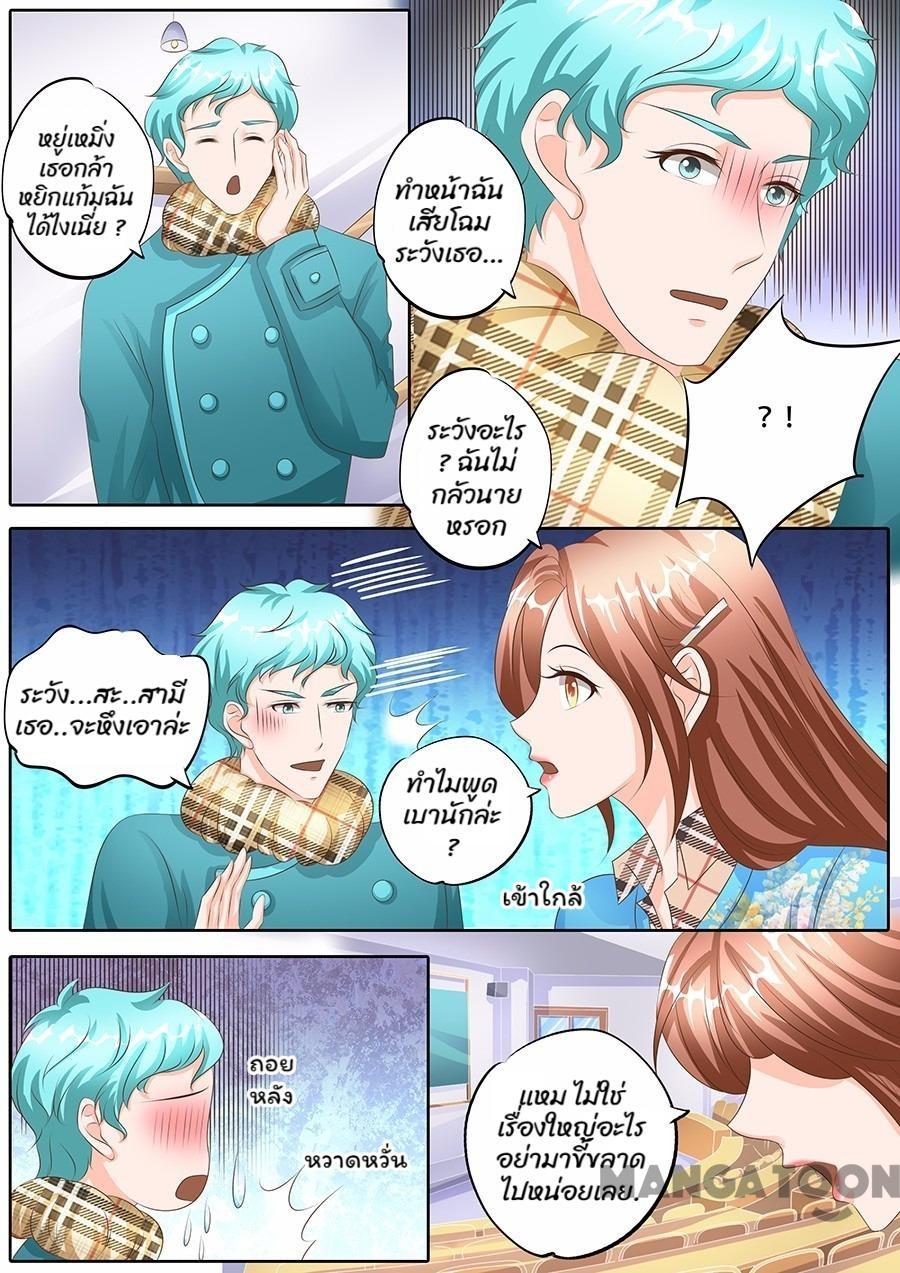 หยู่เหมิ่ง
เธอกล้า
หยิกแก้มฉัน
ได้ไงเนี่ย ?
ทำหน้าฉัน
เสียโฉม
ระวังเธอ...
? !
ระวังอะไร
? ฉันไม่
กลัวนาย
หรอก
ระวัง...สะ..สามี
เธอ..จะหึงเอาล่ะ
ทำไมพูด
เบานักล่ะ
?
เข้าใกล้
ถอย
หลัง
หวาดหวั่น
แหม ไม่ใช่
เรื่องใหญ่อะไร
อย่ามาขี้ขลาด
ไปหน่อยเลย.
MANGATOON